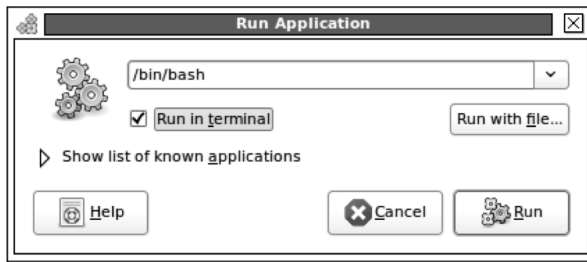 Run Application
/bin/bash
Run in terminal
Run with file...
Show list of known applications
Help
Cancel
Run